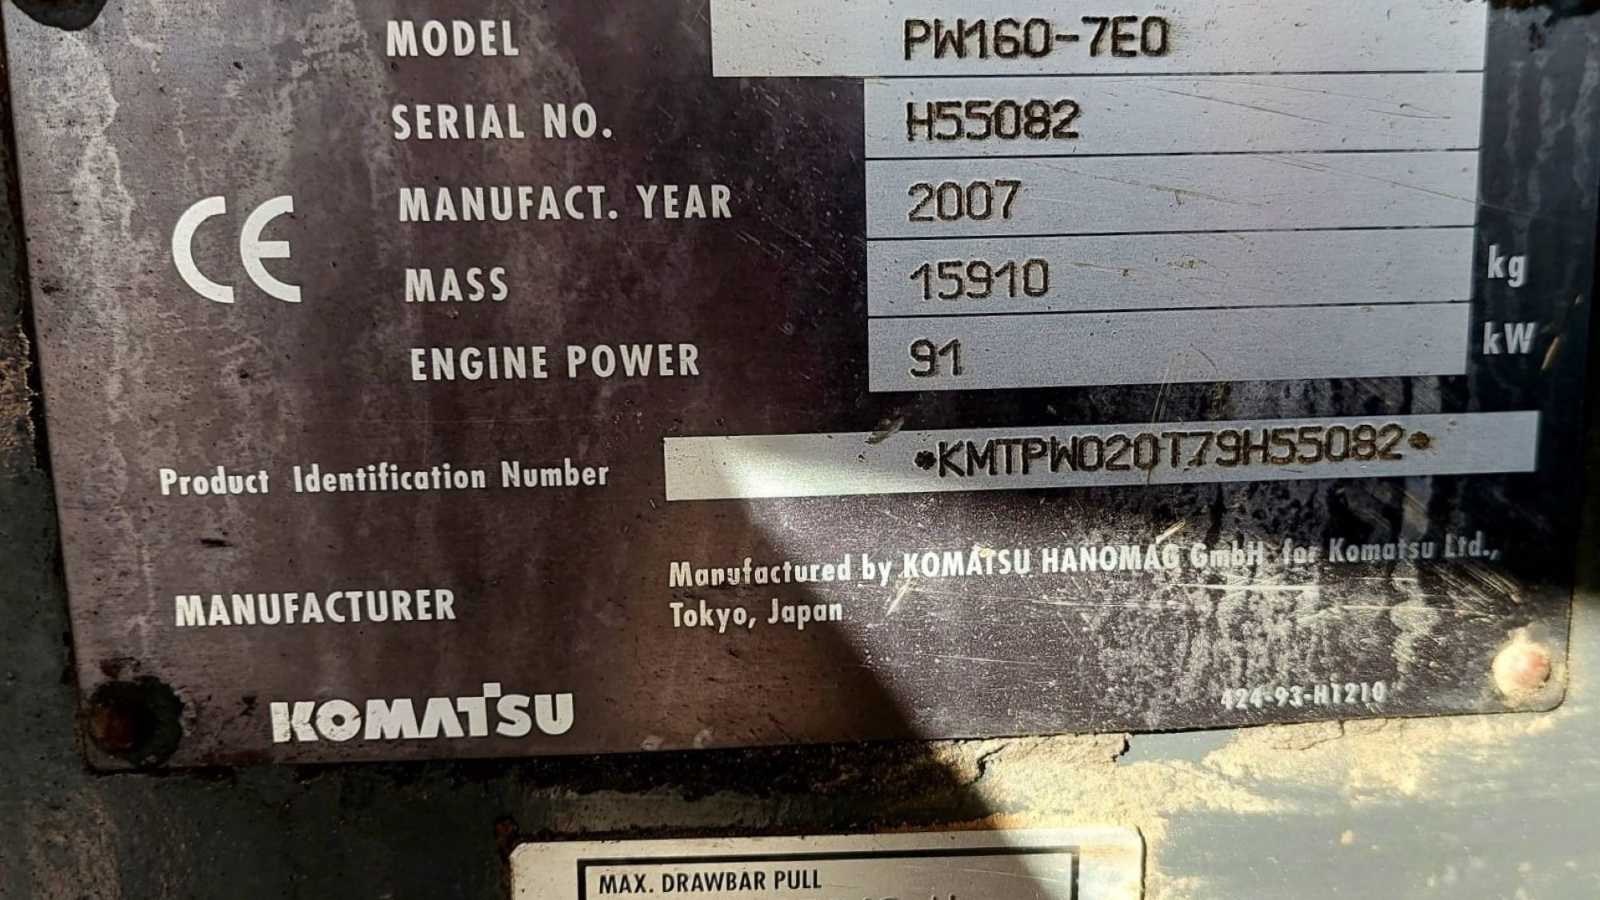 MODEL PW160-7E0
SERIAL NO. H55082
MANUFACT. YEAR 2007
CE
MASS 15910 kg
ENGINE POWER 91 kW
Product Identification Number *KMTPW020T79H55082*
MANUFACTURER
Manufactured by KOMATSU HANOMAG GmbH for Komatsu Ltd.,
Tokyo, Japan
KOMATSU
424-93-H1210
MAX. DRAWBAR PULL